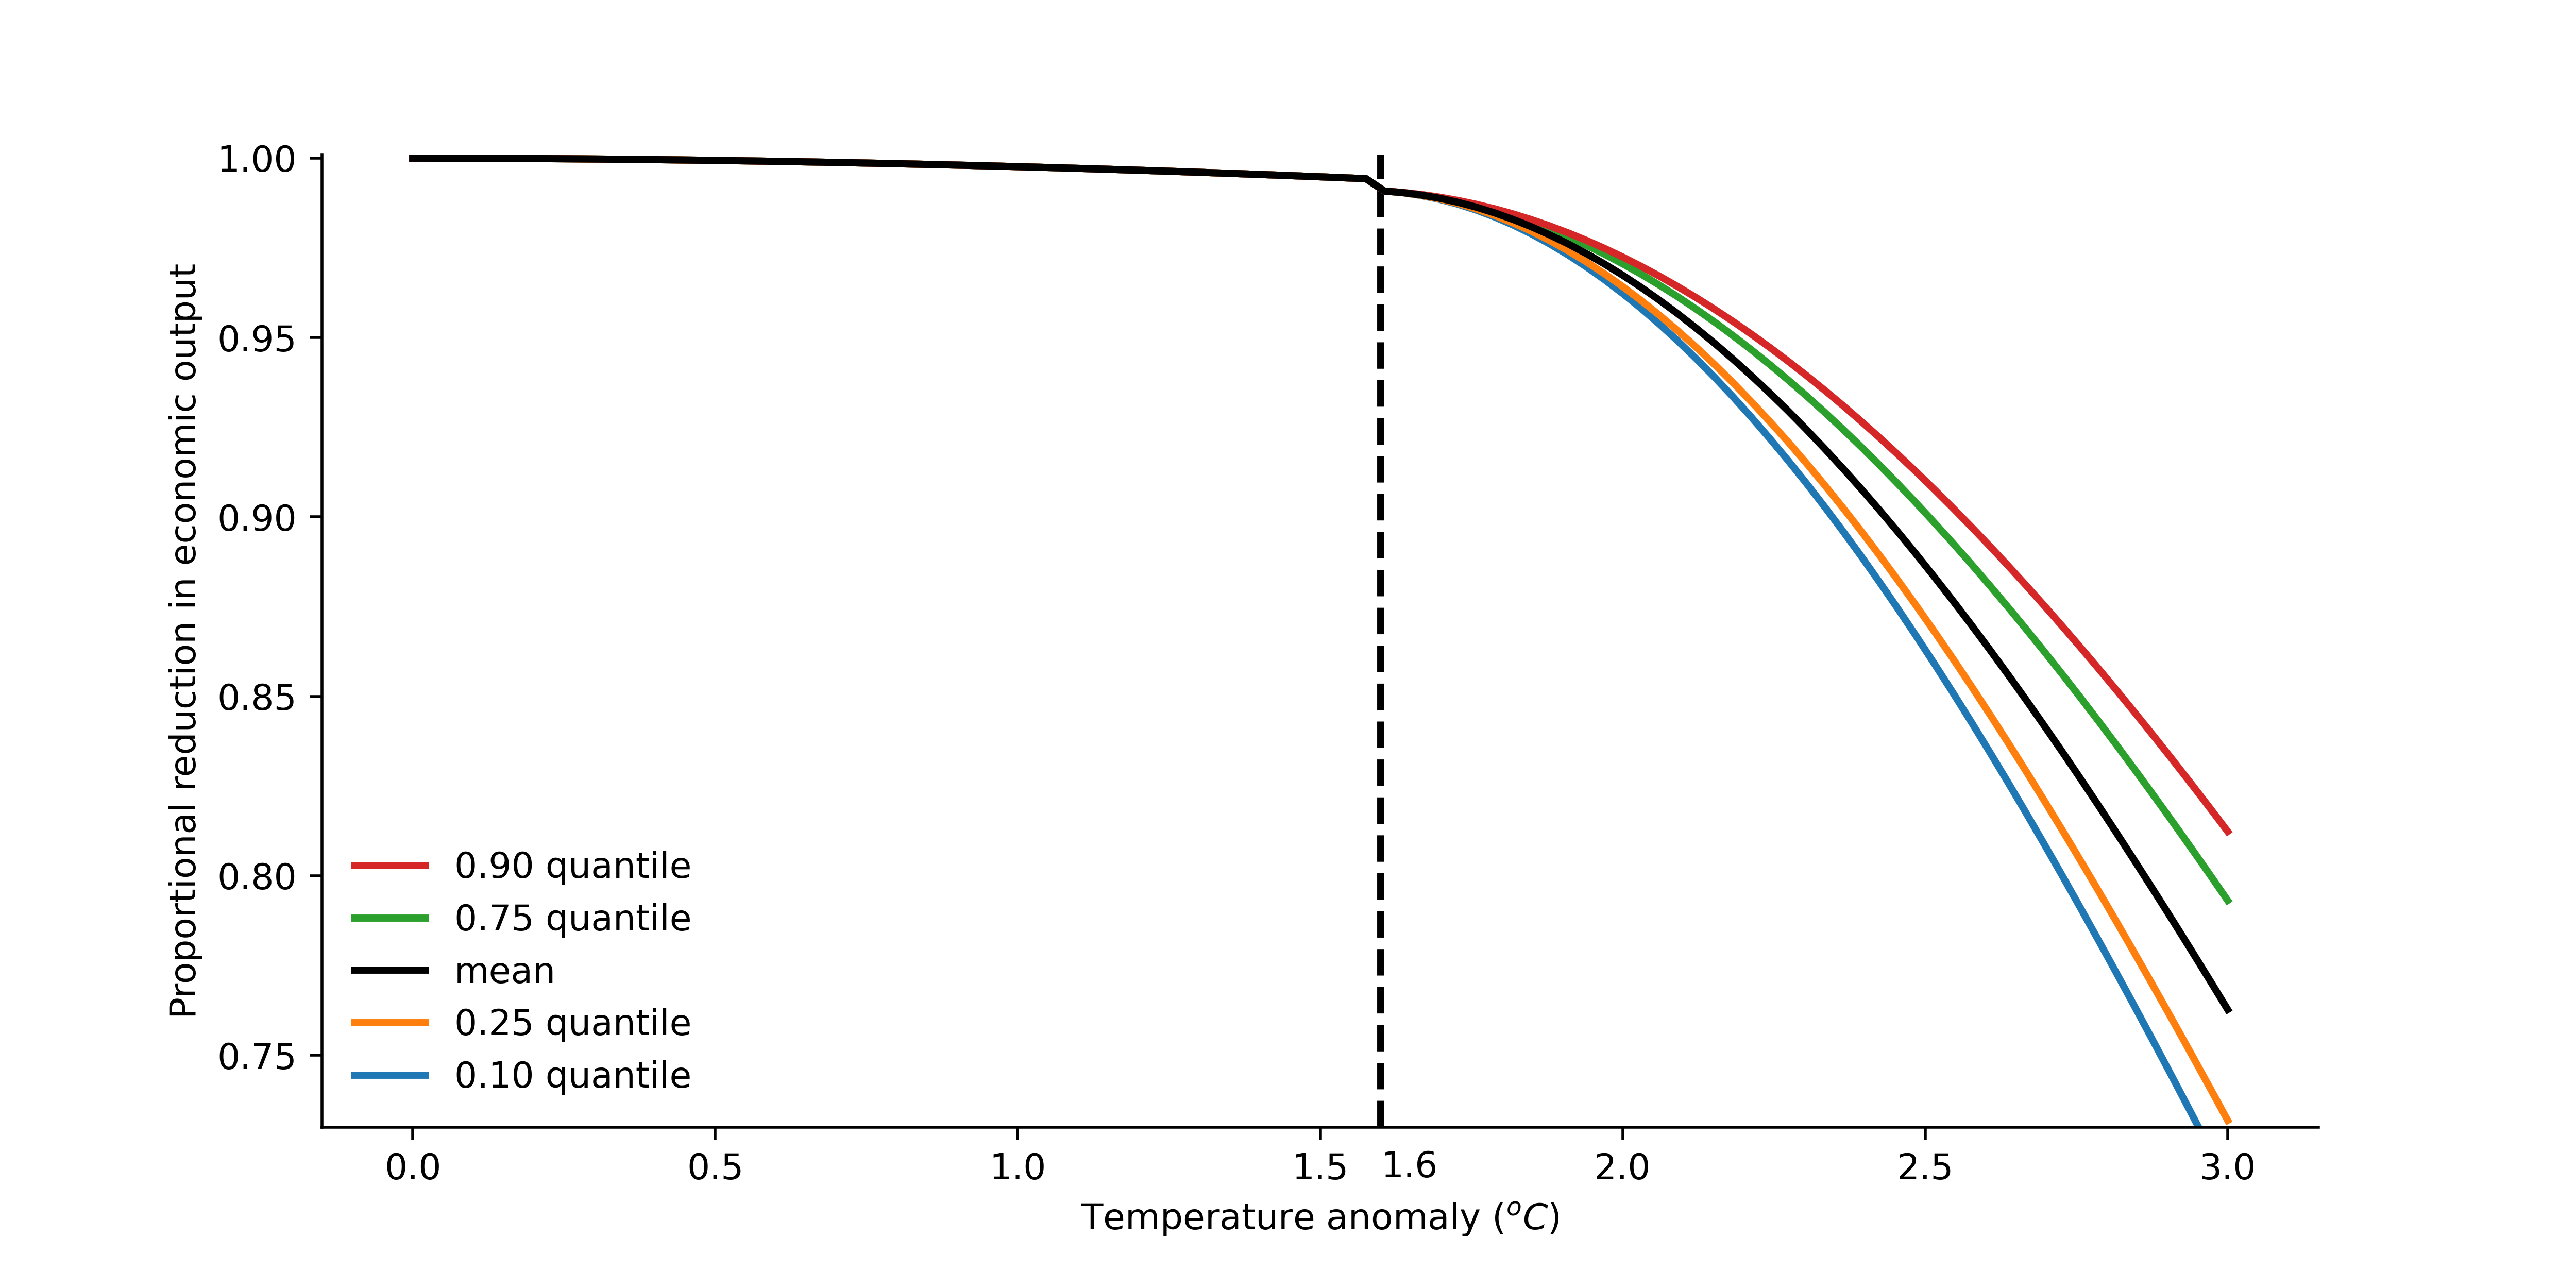 Proportional reduction in economic output
1.00
0.95
0.90
0.85
0.80
0.75
0.90 quantile
0.75 quantile
mean
0.25 quantile
0.10 quantile
0.0 0.5 1.0 1.5 1.6 2.0 2.5 3.0
Temperature anomaly (°C)